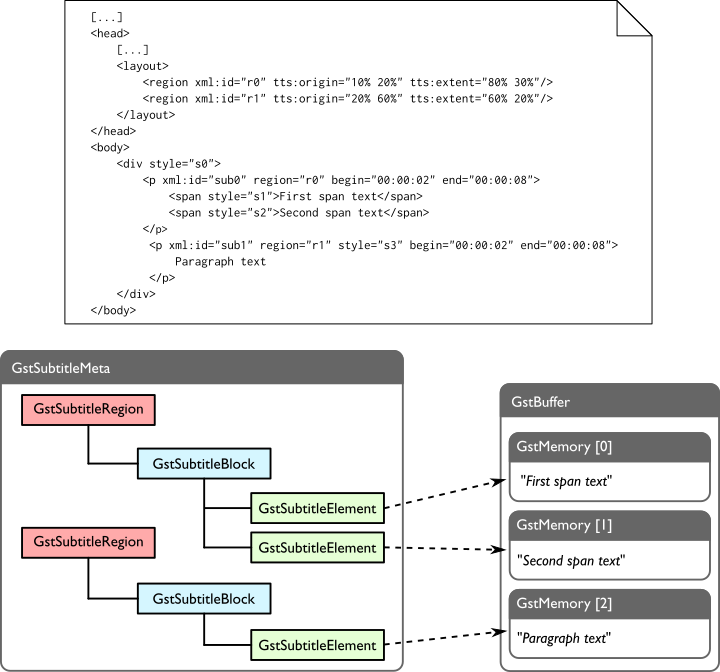 [...]
<head>
    [...]
    <layout>
        <region xml:id="r0" tts:origin="10% 20%" tts:extent="80% 30%"/>
        <region xml:id="r1" tts:origin="20% 60%" tts:extent="60% 20%"/>
    </layout>
</head>
<body>
    <div style="s0">
        <p xml:id="sub0" region="r0" begin="00:00:02" end="00:00:08">
            <span style="s1">First span text</span>
            <span style="s2">Second span text</span>
        </p>
         <p xml:id="sub1" region="r1" style="s3" begin="00:00:02" end="00:00:08">
             Paragraph text
         </p>
    </div>
</body>
GstSubtitleMeta
GstSubtitleRegion
GstSubtitleBlock
GstSubtitleElement
GstSubtitleElement
GstSubtitleRegion
GstSubtitleBlock
GstSubtitleElement
GstBuffer
GstMemory [0]
"First span text"
GstMemory [1]
"Second span text"
GstMemory [2]
"Paragraph text"